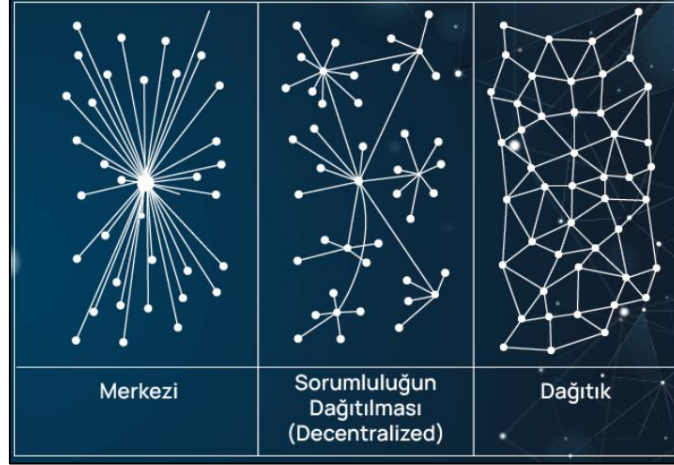 Merkezi
Sorumluluğun
Dağıtılması
(Decentralized)
Dağıtık